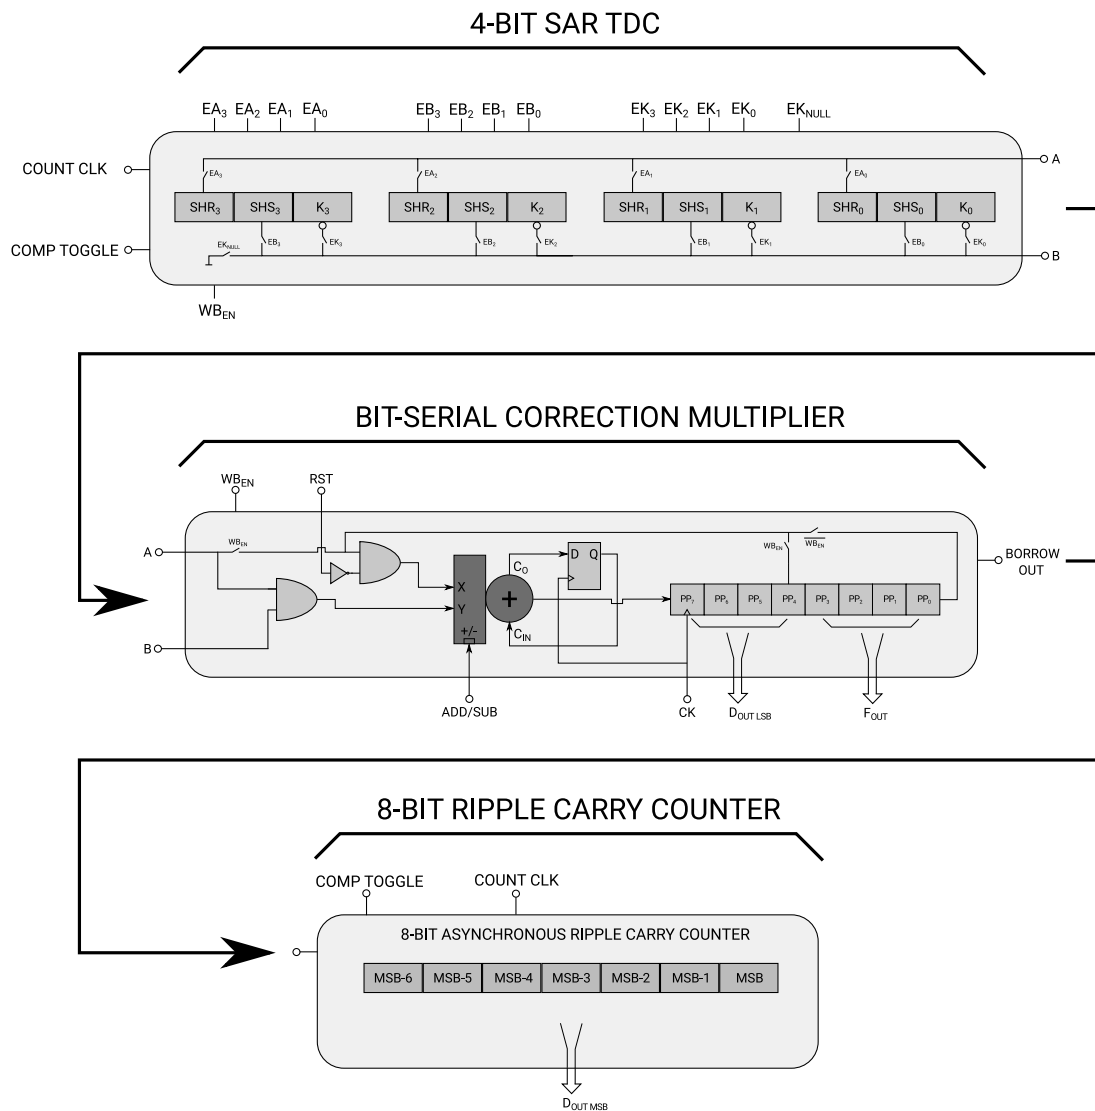 4-BIT SAR TDC
EA3 EA2 EA1 EA0 EB3 EB2 EB1 EB0 EK3 EK2 EK1 EK0 EKNULL
COUNT CLK
A
EA3 EA2 EA1 EA0
SHR3 SHS3 K3 SHR2 SHS2 K2 SHR1 SHS1 K1 SHR0 SHS0 K0
EKNULL EB3 EK3 EB2 EK2 EB1 EK1 EB0 EK0
COMP TOGGLE
B
WBEN
BIT-SERIAL CORRECTION MULTIPLIER
WBEN RST
A WBEN WBEN WBEN
CO D Q
BORROW OUT
X
Y
+
PP7 PP6 PP5 PP4 PP3 PP2 PP1 PP0
+/- CIN
B
ADD/SUB CK DOUT LSB FOUT
8-BIT RIPPLE CARRY COUNTER
COMP TOGGLE COUNT CLK
8-BIT ASYNCHRONOUS RIPPLE CARRY COUNTER
MSB-6 MSB-5 MSB-4 MSB-3 MSB-2 MSB-1 MSB
DOUT MSB